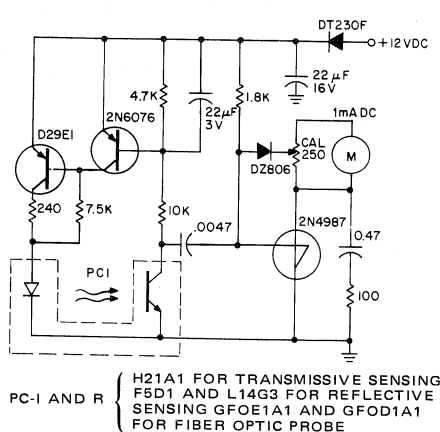 DT230F
+12VDC
4.7K
22µF
3V
1.8K
22µF
16V
1mA DC
2N6076
D29E1
CAL
250
M
DZ806
240
7.5K
10K
.0047
2N4987
0.47
100
PC1
PC-I AND R { H21A1 FOR TRANSMISSIVE SENSING
F5D1 AND L14G3 FOR REFLECTIVE
SENSING GFOE1A1 AND GFOD1A1
FOR FIBER OPTIC PROBE